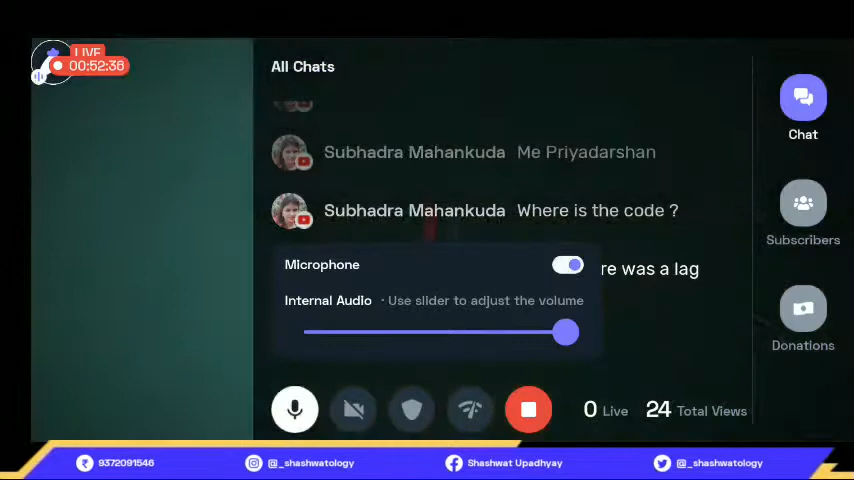 LIVE
00:52:36
All Chats
Subhadra Mahankuda Me Priyadarshan
Subhadra Mahankuda Where is the code ?
re was a lag
Microphone
Internal Audio · Use slider to adjust the volume
0 Live 24 Total Views
Chat
Subscribers
Donations
₹ 9372091546 @_shashwatology Shashwat Upadhyay @_shashwatology